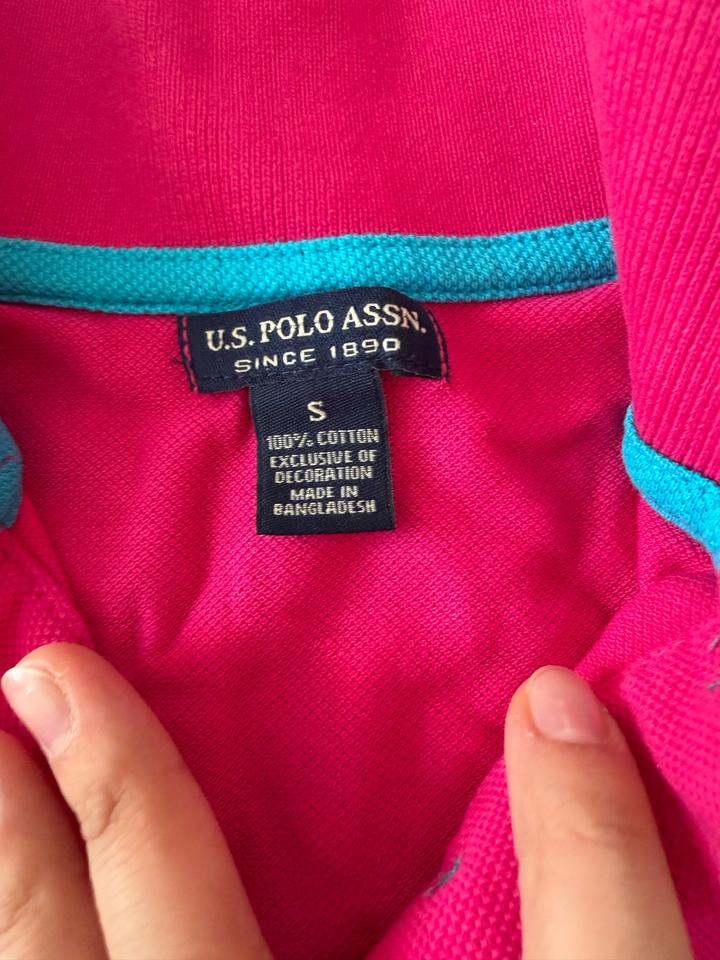 U.S. POLO ASSN.
SINCE 1890
S
100% COTTON
EXCLUSIVE OF
DECORATION
MADE IN
BANGLADESH